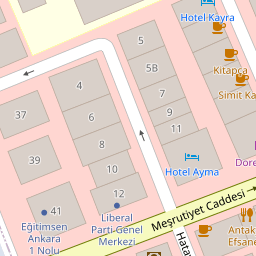 Hotel Kayra
5
Kitapça
5B
4
7
Simit Ka
9
37
6
11
8
39
10
Hotel Ayma
Dore
12
41
Eğitimsen
Ankara
1 Nolu
Liberal
Parti Genel
Merkezi
Meşrutiyet Caddesi
Hata
Antak
Efsane